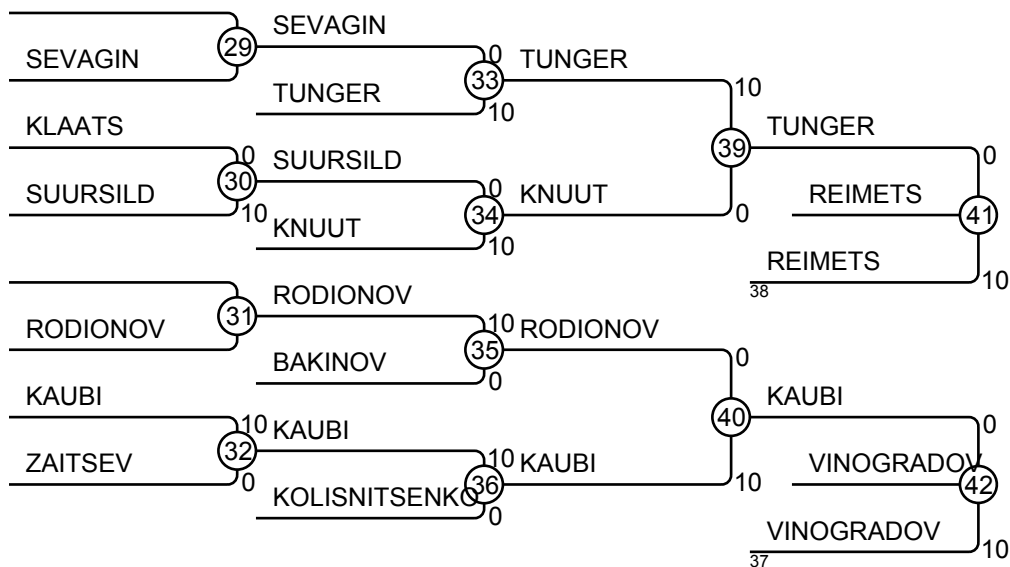 SEVAGIN
29
SEVAGIN
0
SEVAGIN
33
TUNGER
TUNGER
10
10
KLAATS
0
39
TUNGER
0
30
SUURSILD
0
SUURSILD
10
34
KNUUT
0
REIMETS
41
KNUUT
10
REIMETS
10
38
31
RODIONOV
10
RODIONOV
35
RODIONOV
0
BAKINOV
0
KAUBI
10
40
KAUBI
0
32
KAUBI
10
ZAITSEV
0
36
KAUBI
10
VINOGRADOV
42
KOLISNITSENKO
0
VINOGRADOV
10
37